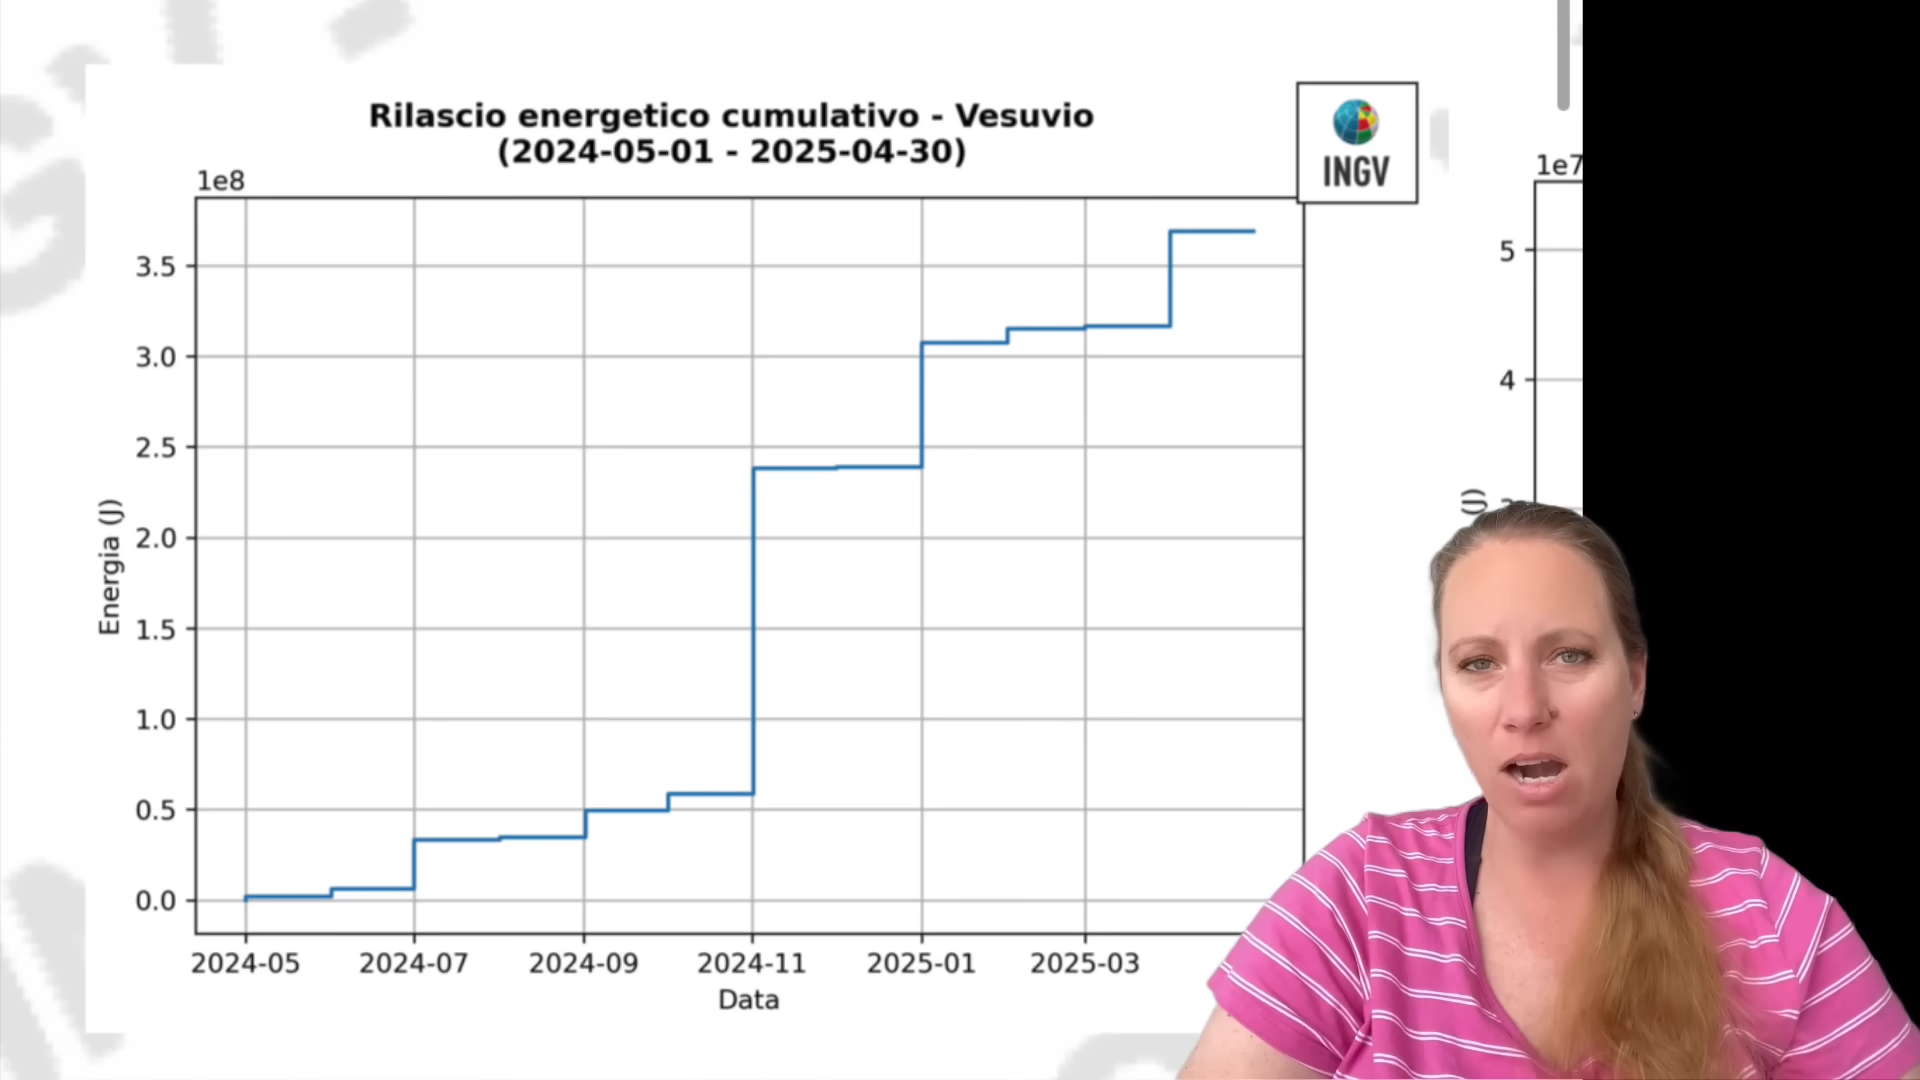 Rilascio energetico cumulativo - Vesuvio
(2024-05-01 - 2025-04-30)
INGV
1e8
3.5
3.0
2.5
2.0
1.5
1.0
0.5
0.0
Energia (J)
2024-05 2024-07 2024-09 2024-11 2025-01 2025-03
Data
1e7
5
4
(J)